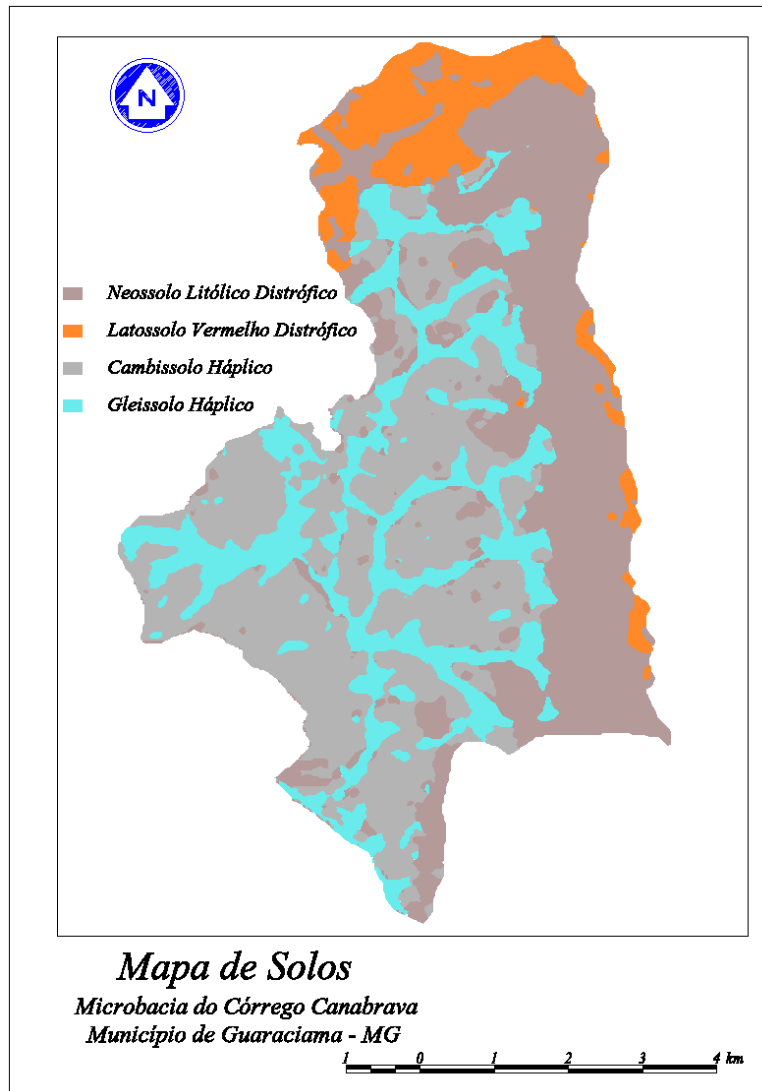 N
Neossolo Litólico Distrófico
Latossolo Vermelho Distrófico
Cambissolo Háplico
Gleissolo Háplico
Mapa de Solos
Microbacia do Córrego Canabrava
Município de Guaraciama - MG
1 0 1 2 3 4 km